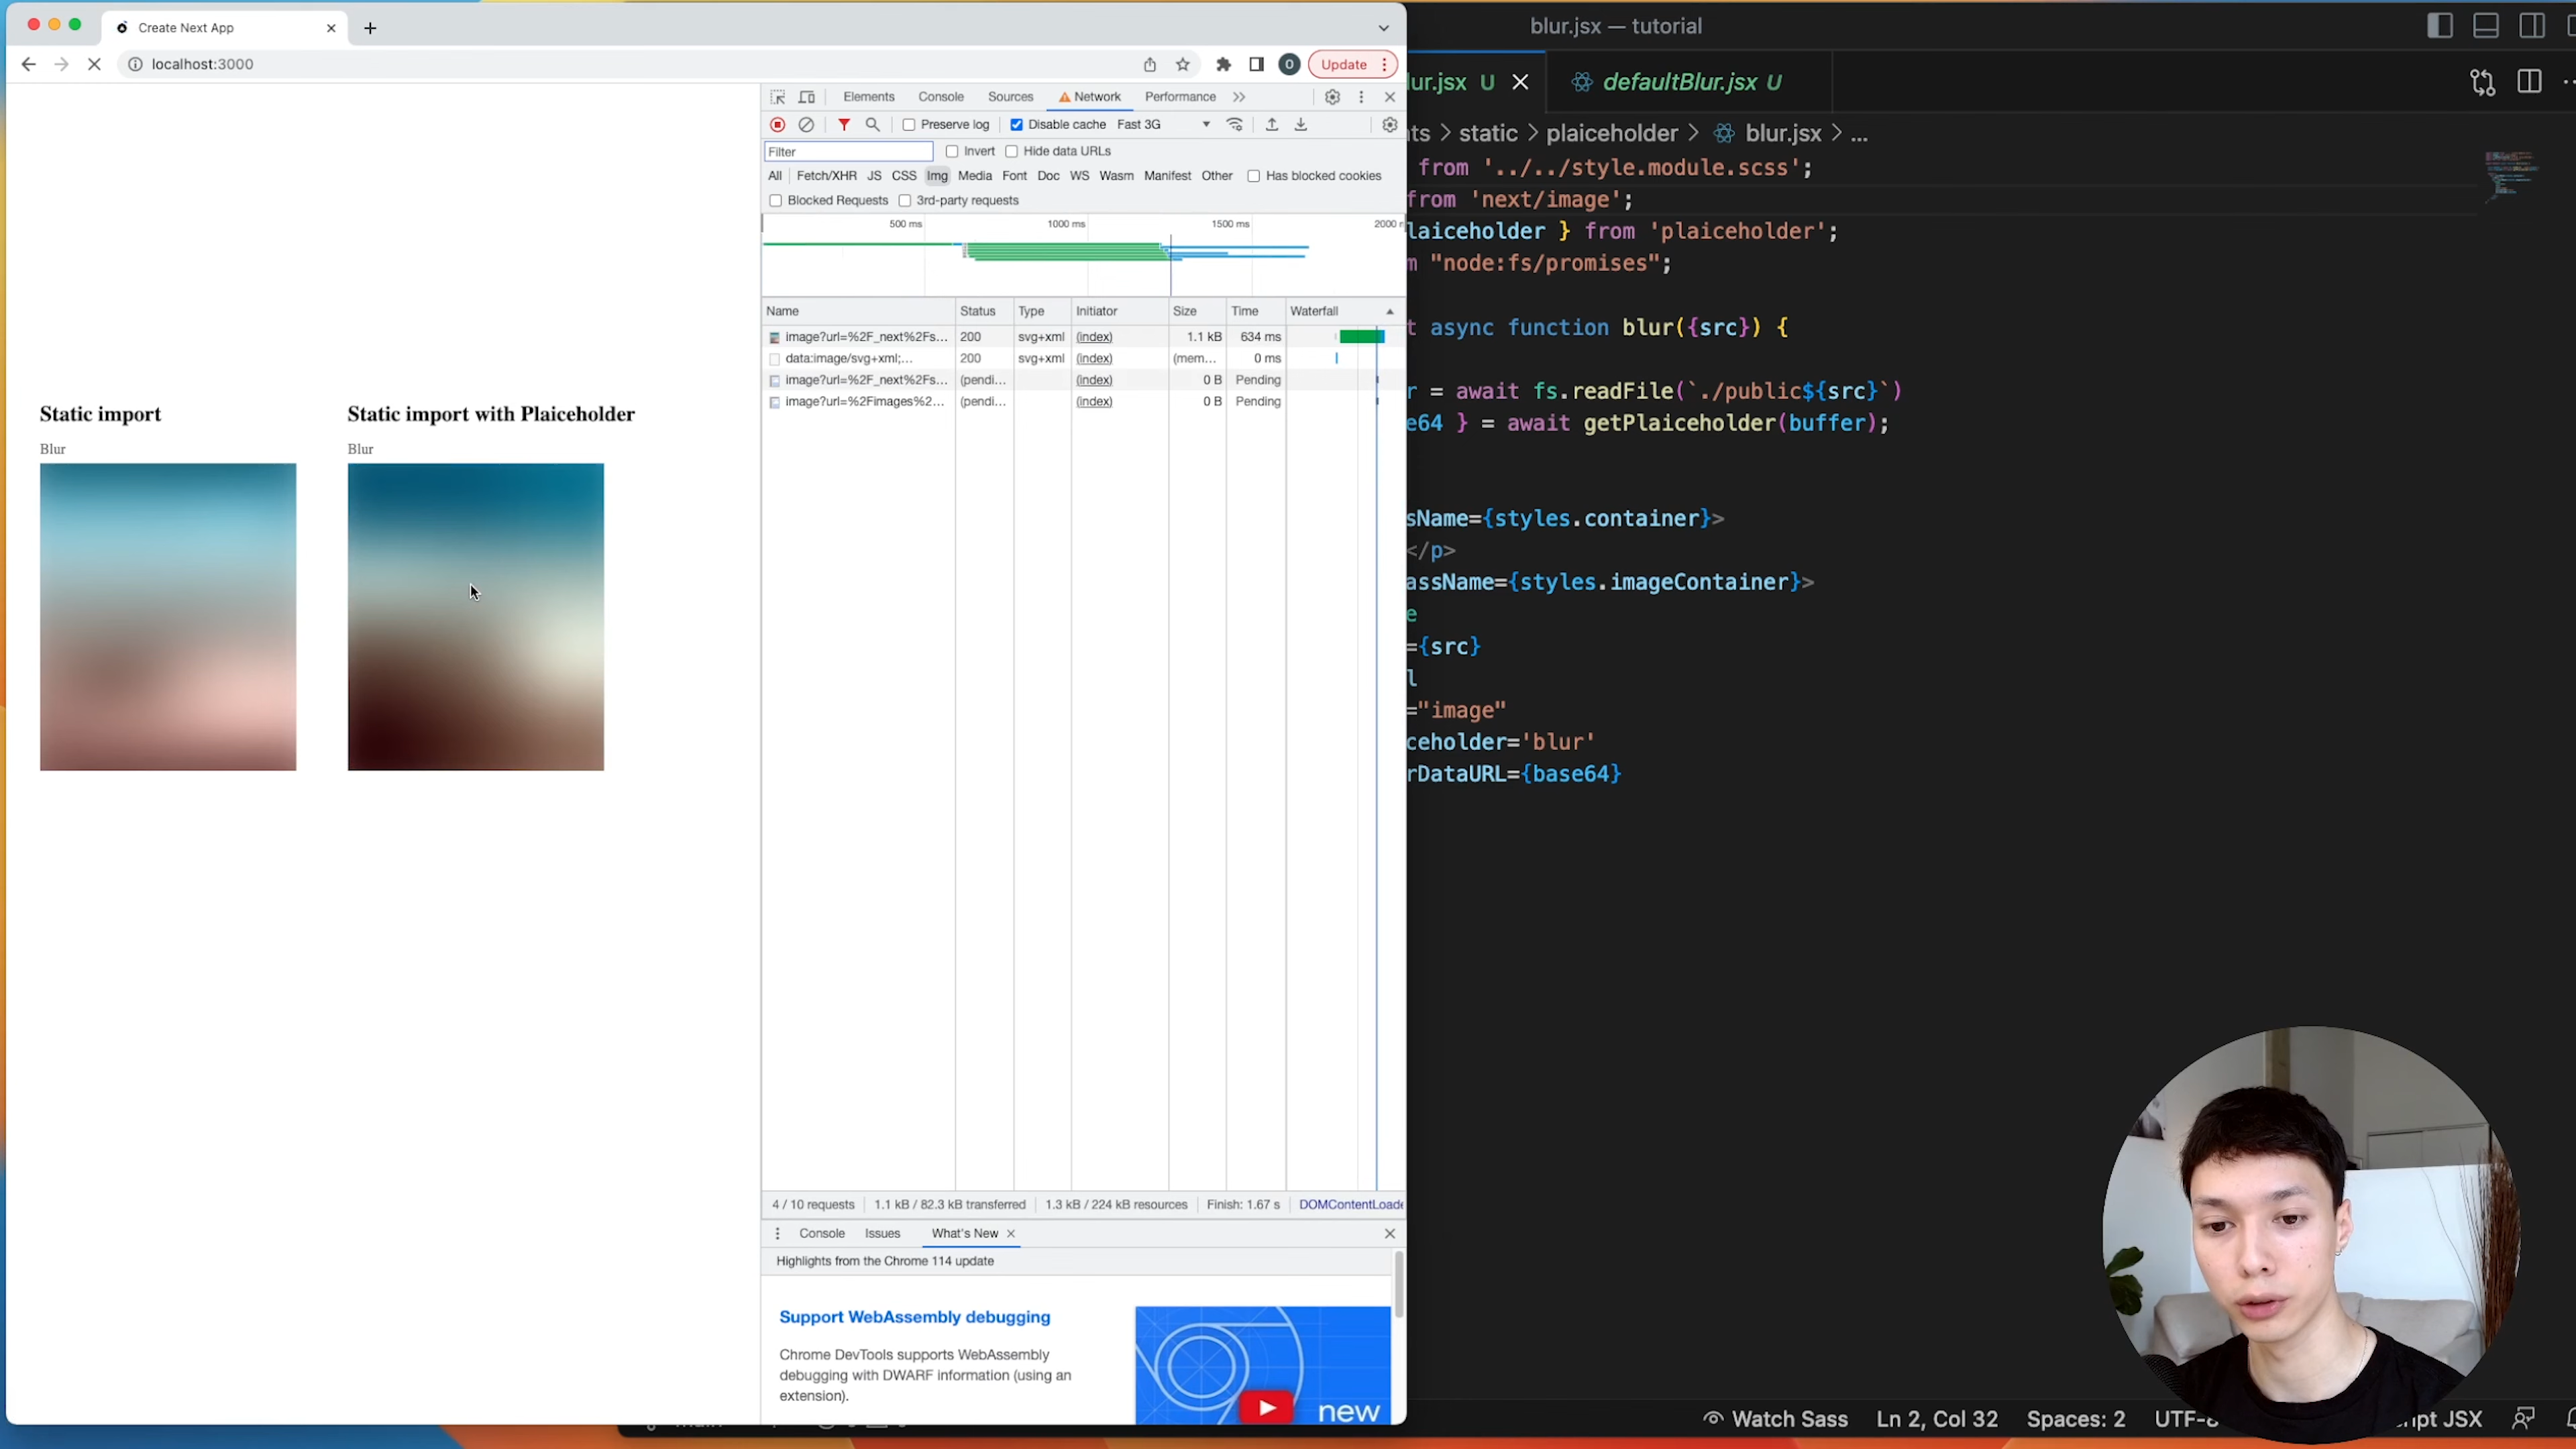 Create Next App
localhost:3000
O
Update
Static import
Blur
Static import with Plaiceholder
Blur
Elements Console Sources Network Performance
Preserve log Disable cache Fast 3G
Filter Invert Hide data URLs
All Fetch/XHR JS CSS Img Media Font Doc WS Wasm Manifest Other Has blocked cookies
Blocked Requests 3rd-party requests
500 ms 1000 ms 1500 ms 2000
Name Status Type Initiator Size Time Waterfall
image?url=%2F_next%2Fs... 200 svg+xml (index) 1.1 kB 634 ms
data:image/svg+xml;... 200 svg+xml (index) (mem... 0 ms
image?url=%2F_next%2Fs... (pendi... (index) 0 B Pending
image?url=%2Fimages%2... (pendi... (index) 0 B Pending
4 / 10 requests 1.1 kB / 82.3 kB transferred 1.3 kB / 224 kB resources Finish: 1.67 s DOMContentLoade
Console Issues What's New
Highlights from the Chrome 114 update
Support WebAssembly debugging
Chrome DevTools supports WebAssembly
debugging with DWARF information (using an
extension).
new
blur.jsx — tutorial
lur.jsx U defaultBlur.jsx U
nts > static > plaiceholder > blur.jsx > ...
from '../../style.module.scss';
from 'next/image';
laiceholder } from 'plaiceholder';
m "node:fs/promises";
t async function blur({src}) {
r = await fs.readFile(`./public${src}`)
e64 } = await getPlaiceholder(buffer);
sName={styles.container}>
</p>
assName={styles.imageContainer}>
e
={src}
l
="image"
ceholder='blur'
rDataURL={base64}
Watch Sass Ln 2, Col 32 Spaces: 2 UTF-8 ipt JSX